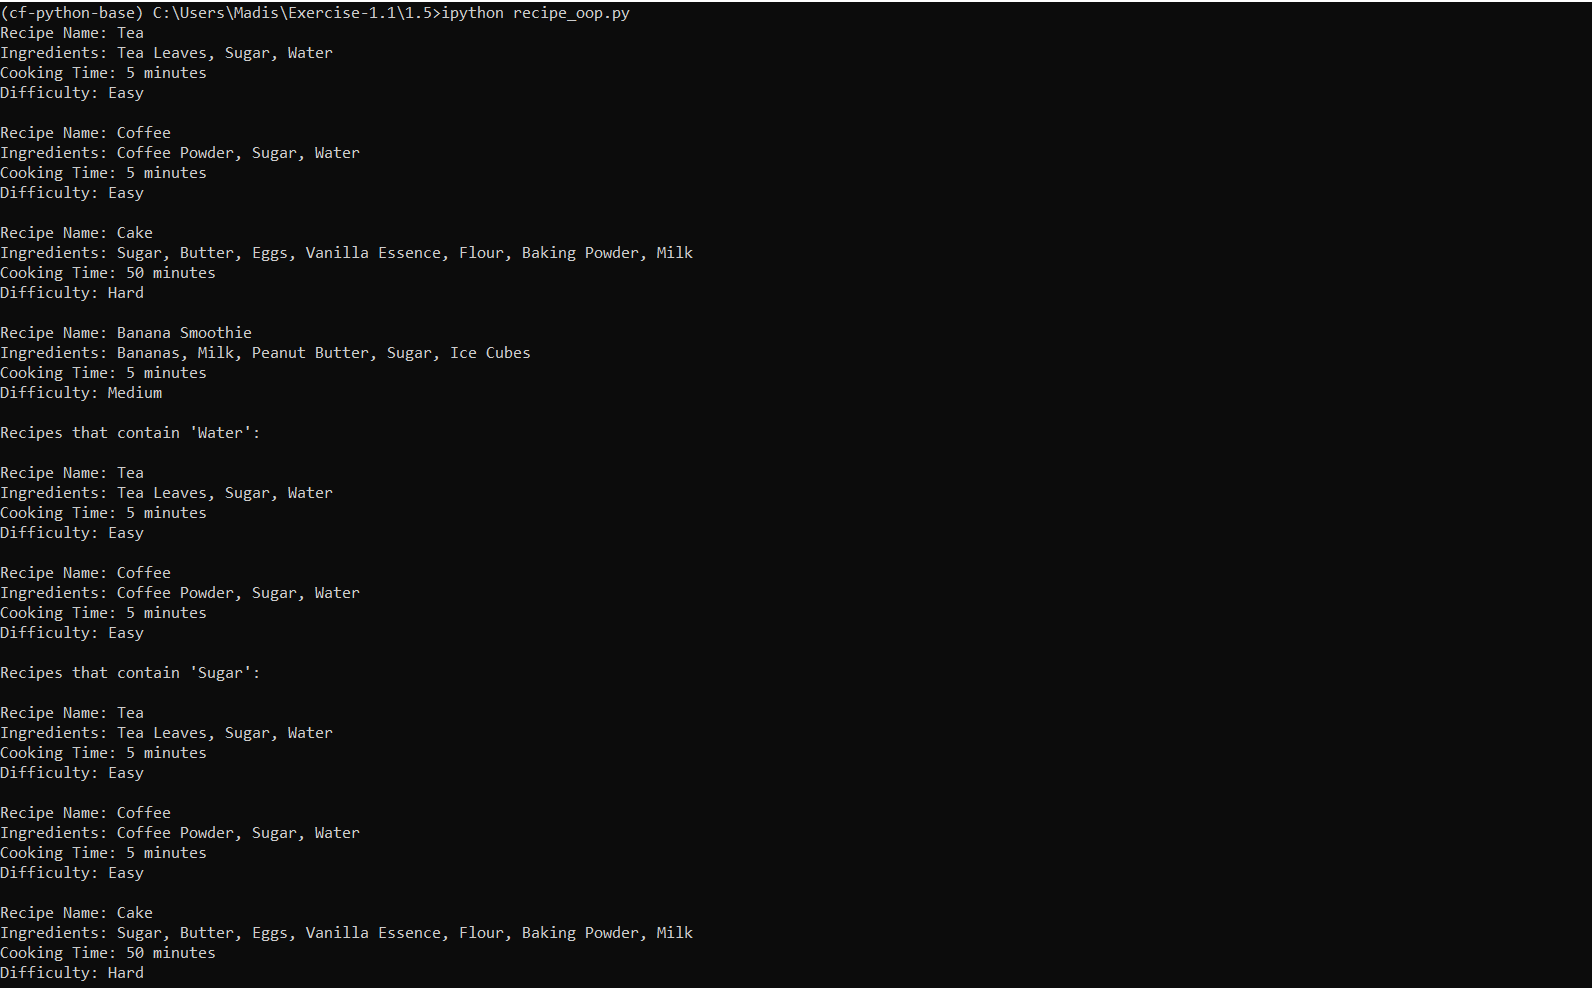 (cf-python-base) C:\Users\Madis\Exercise-1.1\1.5>ipython recipe_oop.py
Recipe Name: Tea
Ingredients: Tea Leaves, Sugar, Water
Cooking Time: 5 minutes
Difficulty: Easy
Recipe Name: Coffee
Ingredients: Coffee Powder, Sugar, Water
Cooking Time: 5 minutes
Difficulty: Easy
Recipe Name: Cake
Ingredients: Sugar, Butter, Eggs, Vanilla Essence, Flour, Baking Powder, Milk
Cooking Time: 50 minutes
Difficulty: Hard
Recipe Name: Banana Smoothie
Ingredients: Bananas, Milk, Peanut Butter, Sugar, Ice Cubes
Cooking Time: 5 minutes
Difficulty: Medium
Recipes that contain 'Water':
Recipe Name: Tea
Ingredients: Tea Leaves, Sugar, Water
Cooking Time: 5 minutes
Difficulty: Easy
Recipe Name: Coffee
Ingredients: Coffee Powder, Sugar, Water
Cooking Time: 5 minutes
Difficulty: Easy
Recipes that contain 'Sugar':
Recipe Name: Tea
Ingredients: Tea Leaves, Sugar, Water
Cooking Time: 5 minutes
Difficulty: Easy
Recipe Name: Coffee
Ingredients: Coffee Powder, Sugar, Water
Cooking Time: 5 minutes
Difficulty: Easy
Recipe Name: Cake
Ingredients: Sugar, Butter, Eggs, Vanilla Essence, Flour, Baking Powder, Milk
Cooking Time: 50 minutes
Difficulty: Hard